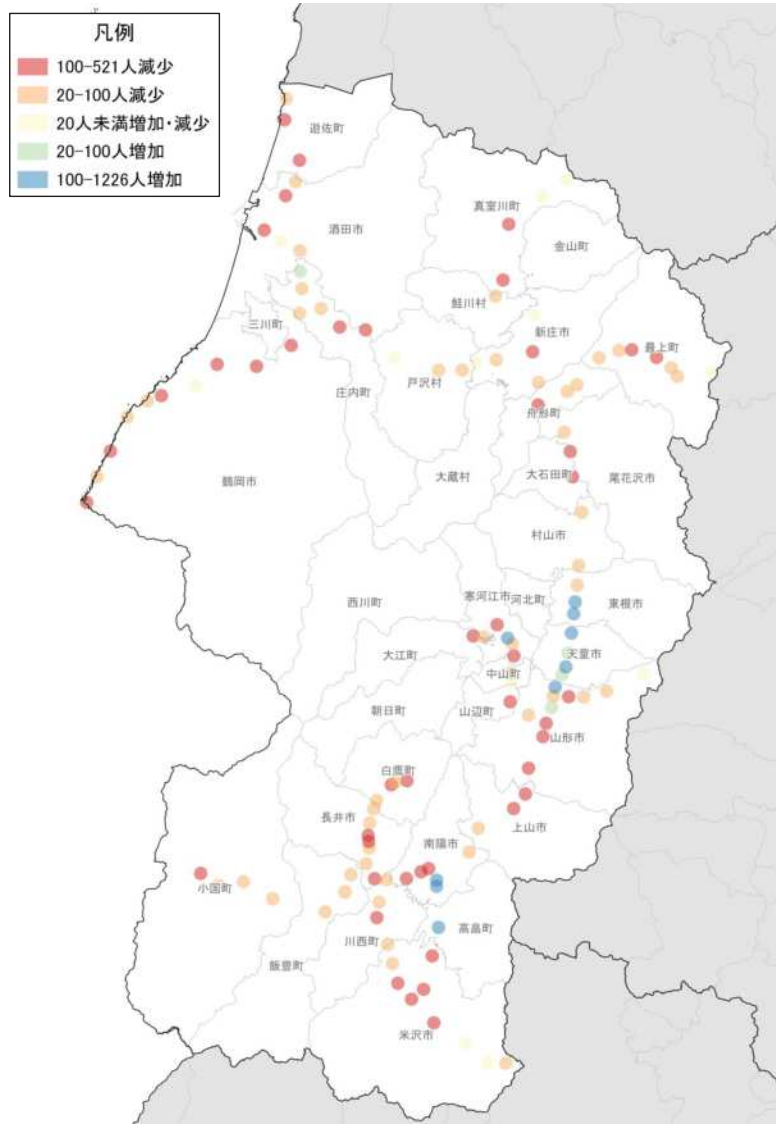 凡例
100-521人減少
20-100人減少
20人未満増加・減少
20-100人増加
100-1226人増加
遊佐町
酒田市
真室川町
金山町
鮭川村
三川町
新庄市
最上町
戸沢村
庄内町
舟形町
大蔵村
大石田町
尾花沢市
鶴岡市
村山市
西川町
寒河江市
河北町
東根市
大江町
天童市
中山町
朝日町
山辺町
山形市
白鷹町
長井市
南陽市
上山市
小国町
川西町
高畠町
飯豊町
米沢市